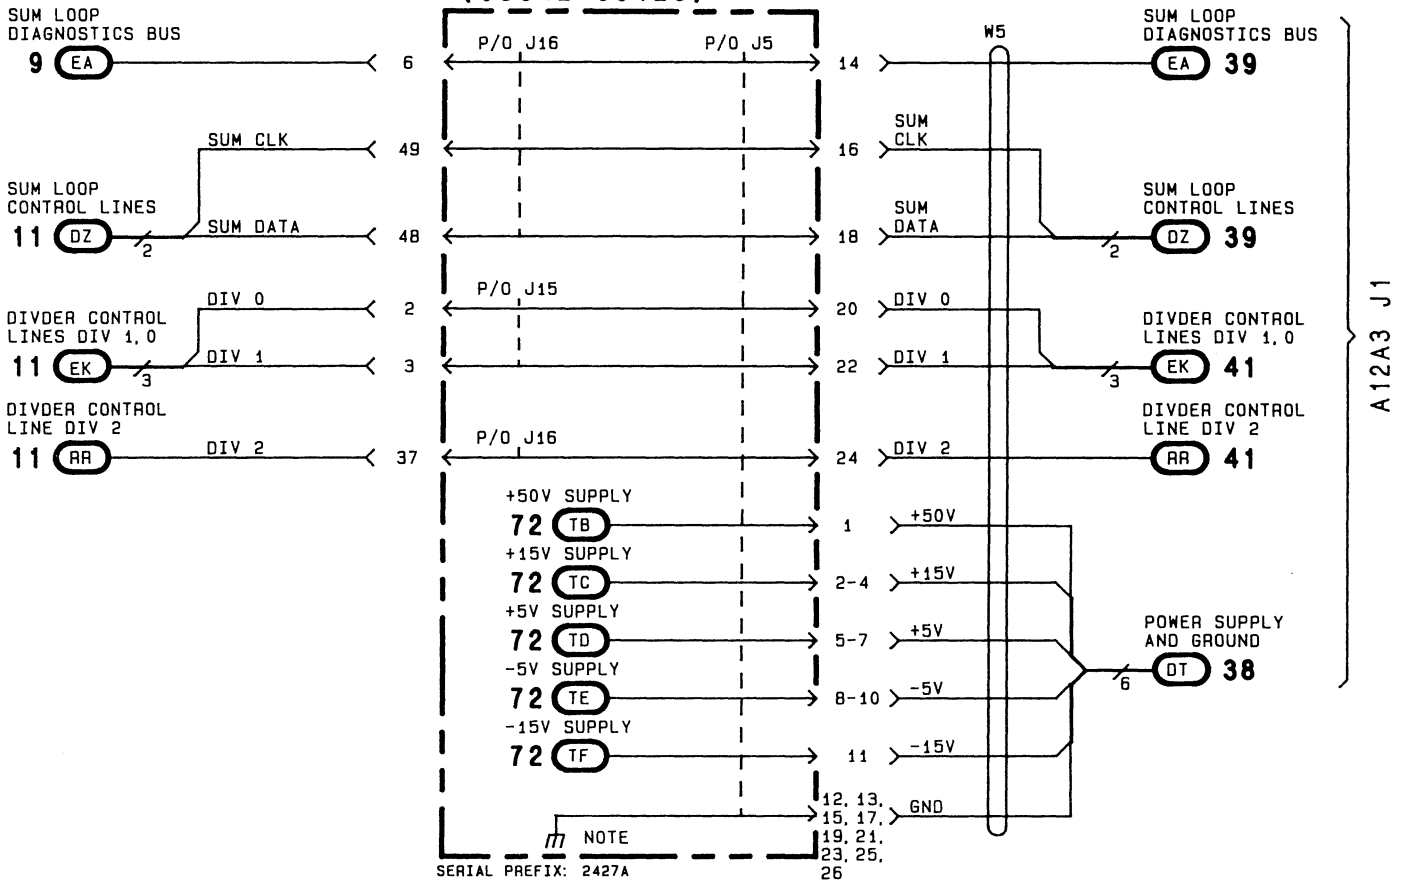 SUM LOOP
DIAGNOSTICS BUS
9 EA
6
P/O J16
P/O J5
14
W5
SUM LOOP
DIAGNOSTICS BUS
EA 39
SUM CLK
49
16
SUM
CLK
SUM LOOP
CONTROL LINES
11 DZ
2
SUM DATA
48
18
SUM
DATA
SUM LOOP
CONTROL LINES
2
DZ 39
DIV 0
2
P/O J15
20
DIV 0
DIVDER CONTROL
LINES DIV 1,0
11 EK
3
DIV 1
3
22
DIV 1
DIVDER CONTROL
LINES DIV 1,0
3
EK 41
DIVDER CONTROL
LINE DIV 2
11 RR
DIV 2
37
P/O J16
24
DIV 2
DIVDER CONTROL
LINE DIV 2
RR 41
A12A3 J1
+50V SUPPLY
72 TB
1
+50V
+15V SUPPLY
72 TC
2-4
+15V
+5V SUPPLY
72 TD
5-7
+5V
-5V SUPPLY
72 TE
8-10
-5V
-15V SUPPLY
72 TF
11
-15V
POWER SUPPLY
AND GROUND
6
DT 38
12, 13,
15, 17,
19, 21,
23, 25,
26
GND
NOTE
SERIAL PREFIX: 2427A